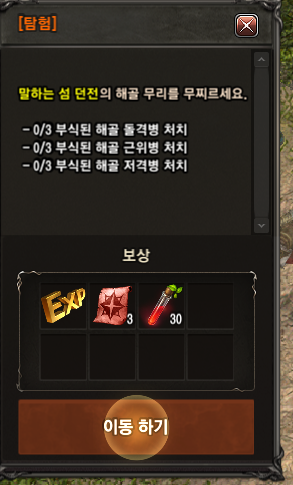 [탐험]
말하는 섬 던전의 해골 무리를 무찌르세요.
- 0/3 부식된 해골 돌격병 처치
- 0/3 부식된 해골 근위병 처치
- 0/3 부식된 해골 저격병 처치
보상
EXP 3 30
이동 하기